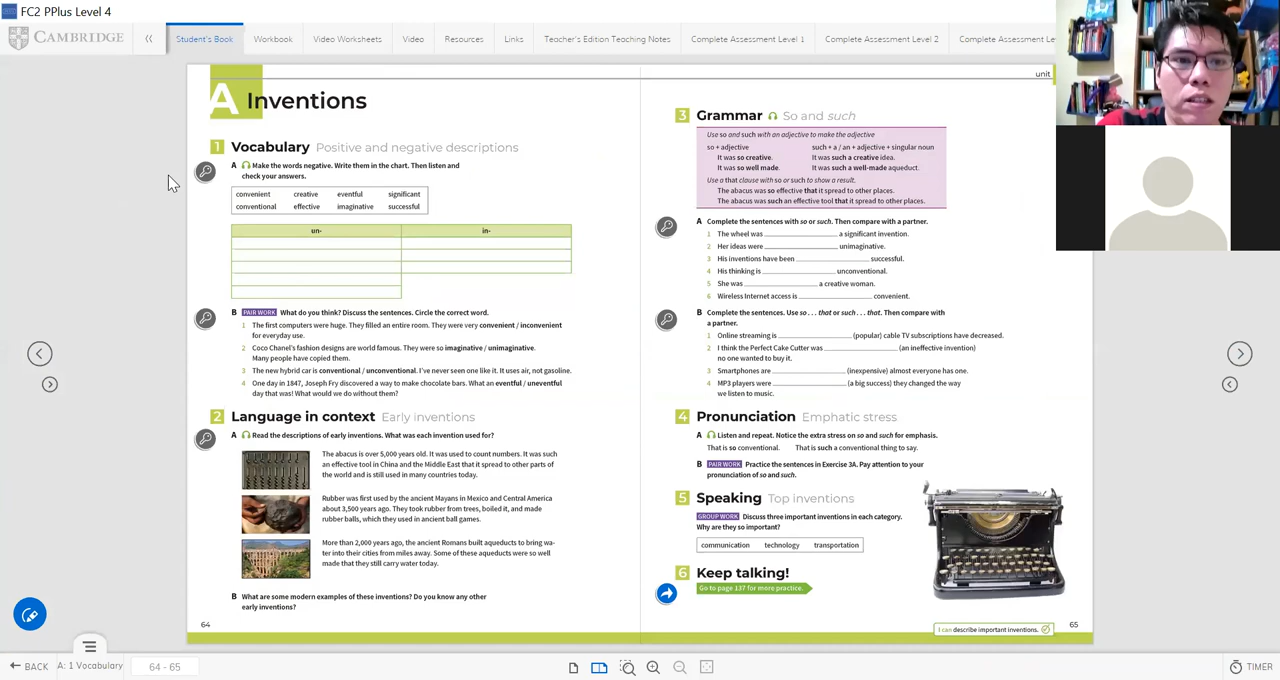 FC2 PPlus Level 4
CAMBRIDGE
Student's Book
Workbook
Video Worksheets
Video
Resources
Links
Teacher's Edition Teaching Notes
Complete Assessment Level 1
Complete Assessment Level 2
Complete Assessment Le
A Inventions
1 Vocabulary Positive and negative descriptions
A Make the words negative. Write them in the chart. Then listen and
check your answers.
convenient creative eventful significant
conventional effective imaginative successful
un- in-
B PAIR WORK What do you think? Discuss the sentences. Circle the correct word.
1 The first computers were huge. They filled an entire room. They were very convenient / inconvenient
for everyday use.
2 Coco Chanel's fashion designs are world famous. They were so imaginative / unimaginative.
Many people have copied them.
3 The new hybrid car is conventional / unconventional. I've never seen one like it. It uses air, not gasoline.
4 One day in 1847, Joseph Fry discovered a way to make chocolate bars. What an eventful / uneventful
day that was! What would we do without them?
2 Language in context Early inventions
A Read the descriptions of early inventions. What was each invention used for?
The abacus is over 5,000 years old. It was used to count numbers. It was such
an effective tool in China and the Middle East that it spread to other parts of
the world and is still used in many countries today.
Rubber was first used by the ancient Mayans in Mexico and Central America
about 3,500 years ago. They took rubber from trees, boiled it, and made
rubber balls, which they used in ancient ball games.
More than 2,000 years ago, the ancient Romans built aqueducts to bring wa-
ter into their cities from miles away. Some of these aqueducts were so well
made that they still carry water today.
B What are some modern examples of these inventions? Do you know any other
early inventions?
64
unit
3 Grammar So and such
Use so and such with an adjective to make the adjective
so + adjective such + a / an + adjective + singular noun
It was so creative. It was such a creative idea.
It was so well made. It was such a well-made aqueduct.
Use a that clause with so or such to show a result.
The abacus was so effective that it spread to other places.
The abacus was such an effective tool that it spread to other places.
A Complete the sentences with so or such. Then compare with a partner.
1 The wheel was ______ a significant invention.
2 Her ideas were ______ unimaginative.
3 His inventions have been ______ successful.
4 His thinking is ______ unconventional.
5 She was ______ a creative woman.
6 Wireless Internet access is ______ convenient.
B Complete the sentences. Use so . . . that or such . . . that. Then compare with
a partner.
1 Online streaming is ______ (popular) cable TV subscriptions have decreased.
2 I think the Perfect Cake Cutter was ______ (an ineffective invention)
no one wanted to buy it.
3 Smartphones are ______ (inexpensive) almost everyone has one.
4 MP3 players were ______ (a big success) they changed the way
we listen to music.
4 Pronunciation Emphatic stress
A Listen and repeat. Notice the extra stress on so and such for emphasis.
That is so conventional. That is such a conventional thing to say.
B PAIR WORK Practice the sentences in Exercise 3A. Pay attention to your
pronunciation of so and such.
5 Speaking Top inventions
GROUP WORK Discuss three important inventions in each category.
Why are they so important?
communication technology transportation
6 Keep talking!
Go to page 137 for more practice.
I can describe important inventions.
65
BACK
A: 1 Vocabulary
64 - 65
TIMER